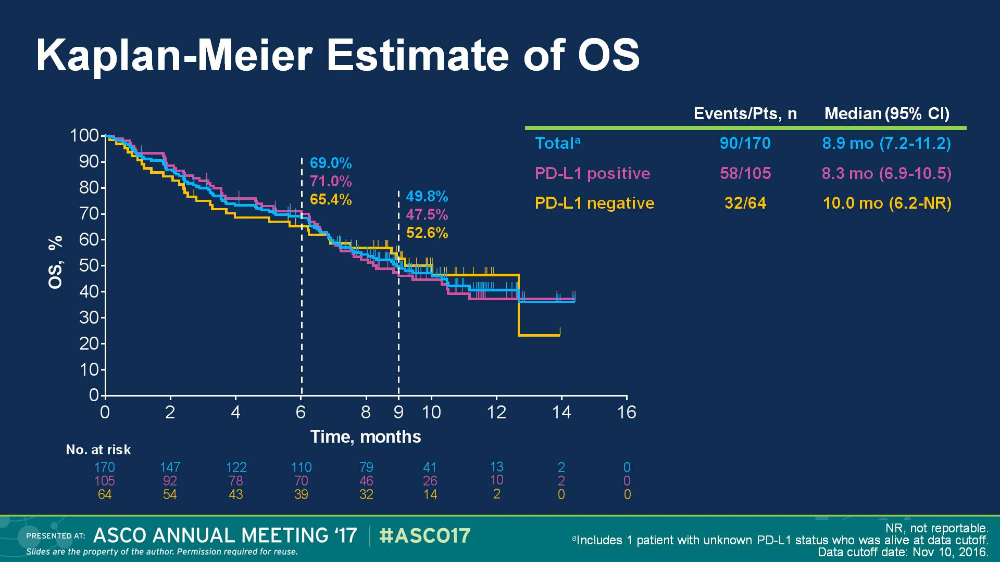 Kaplan-Meier Estimate of OS
Events/Pts, n Median (95% CI)
Totalᵃ 90/170 8.9 mo (7.2-11.2)
PD-L1 positive 58/105 8.3 mo (6.9-10.5)
PD-L1 negative 32/64 10.0 mo (6.2-NR)
OS, %
100
90
80
70
60
50
40
30
20
10
0
69.0%
71.0%
65.4%
49.8%
47.5%
52.6%
0 2 4 6 8 9 10 12 14 16
Time, months
No. at risk
170 147 122 110 79 41 13 2 0
105 92 78 70 46 26 10 2 0
64 54 43 39 32 14 2 0 0
PRESENTED AT: ASCO ANNUAL MEETING ‘17 #ASCO17
Slides are the property of the author. Permission required for reuse.
NR, not reportable.
ᵃIncludes 1 patient with unknown PD-L1 status who was alive at data cutoff.
Data cutoff date: Nov 10, 2016.